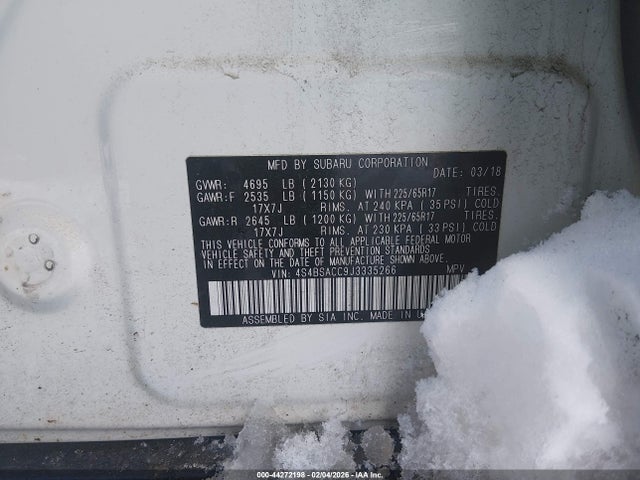 MFD BY SUBARU CORPORATION
DATE: 03/18
GVWR: 4695 LB ( 2130 KG)
GAWR:F 2535 LB ( 1150 KG) WITH 225/65R17 TIRES.
17X7J RIMS. AT 240 KPA ( 35 PSI) COLD
GAWR:R 2645 LB ( 1200 KG) WITH 225/65R17 TIRES.
17X7J RIMS. AT 230 KPA ( 33 PSI) COLD
THIS VEHICLE CONFORMS TO ALL APPLICABLE FEDERAL MOTOR
VEHICLE SAFETY, BUMPER, AND THEFT PREVENTION STANDARDS
IN EFFECT ON THE DATE OF MANUFACTURE SHOWN ABOVE.
VIN: 4S4BSACC9J3335266 MPV
ASSEMBLED BY SIA INC. MADE IN
000-44272198 - 02/04/2026 - IAA Inc.